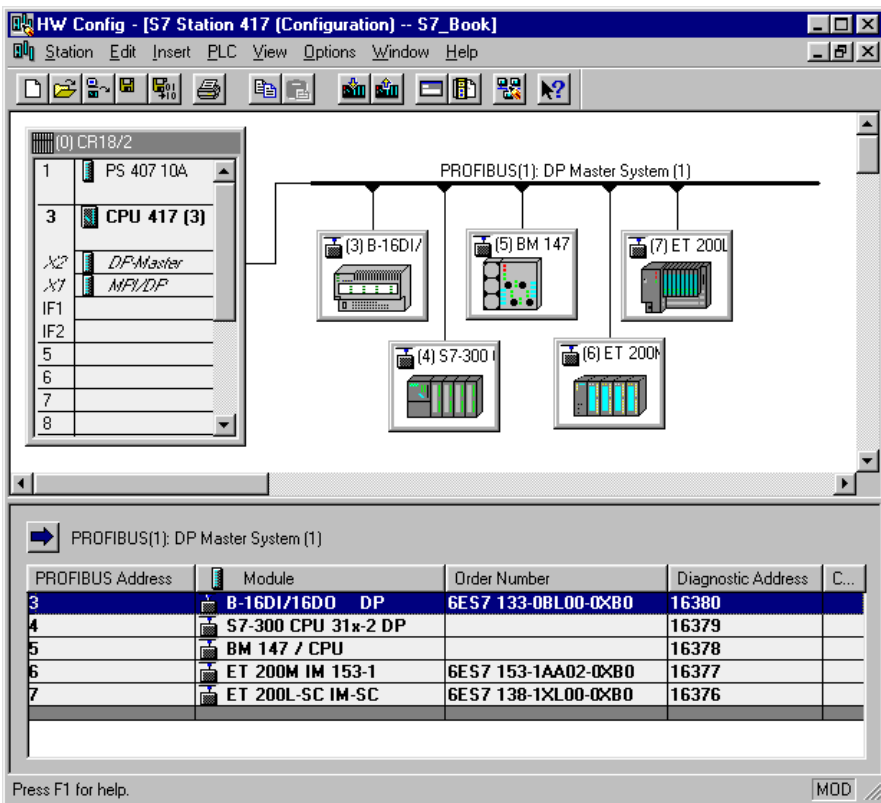 HW Config - [S7 Station 417 (Configuration) -- S7_Book]
Station Edit Insert PLC View Options Window Help
(0) CR18/2
1 PS 407 10A
3 CPU 417 (3)
X2 DP-Master
X1 MPI/DP
IF1
IF2
5
6
7
8
PROFIBUS(1): DP Master System (1)
(3) B-16DI/
(5) BM 147
(7) ET 200L
(4) S7-300
(6) ET 200M
PROFIBUS(1): DP Master System (1)
PROFIBUS Address Module Order Number Diagnostic Address C...
3 B-16DI/16DO DP 6ES7 133-0BL00-0XB0 16380
4 S7-300 CPU 31x-2 DP 16379
5 BM 147 / CPU 16378
6 ET 200M IM 153-1 6ES7 153-1AA02-0XB0 16377
7 ET 200L-SC IM-SC 6ES7 138-1XL00-0XB0 16376
Press F1 for help. MOD